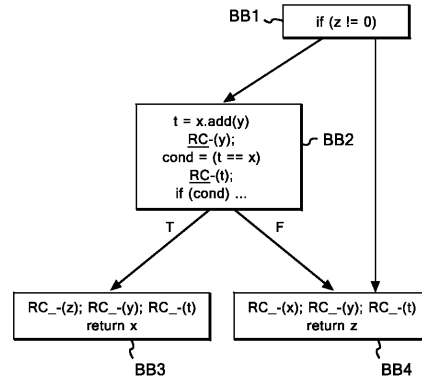 BB1
if (z != 0)
t = x.add(y)
RC-(y);
cond = (t == x)
RC-(t);
if (cond) ...
BB2
T
F
RC_-(z); RC_-(y); RC_-(t)
return x
RC_-(x); RC_-(y); RC_-(t)
return z
BB3
BB4